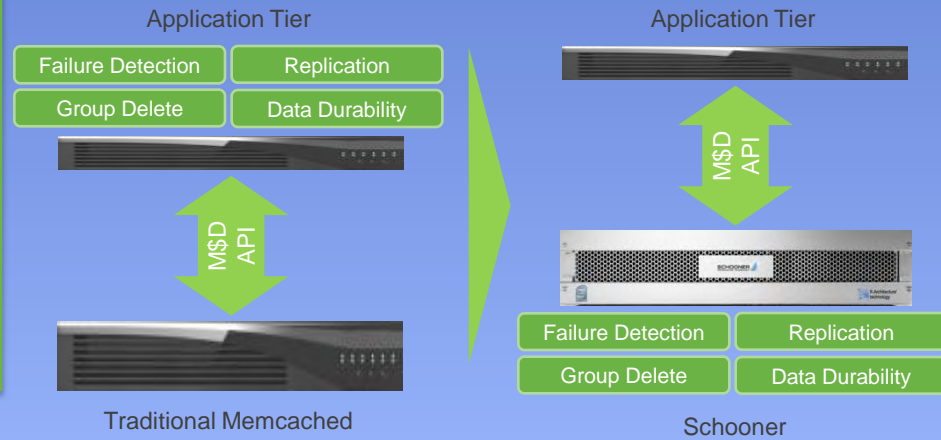 Application Tier
Failure Detection
Replication
Group Delete
Data Durability
M$D
API
Traditional Memcached
Application Tier
M$D
API
SCHOONER
Failure Detection
Replication
Group Delete
Data Durability
Schooner